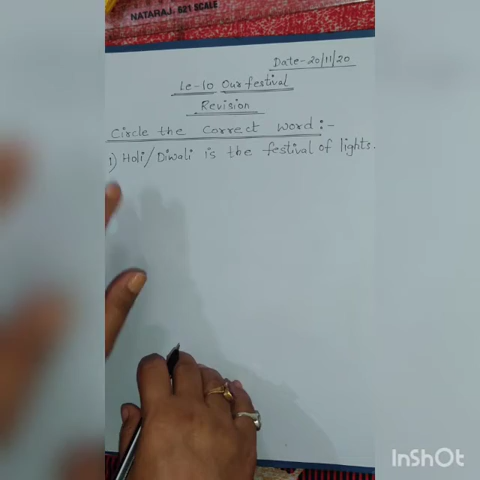 NATARAJ 621 SCALE
Date-20/11/20
Le-10 Our festival
Revision
Circle the Correct word:-
1) Holi/Diwali is the festival of lights.
InShOt